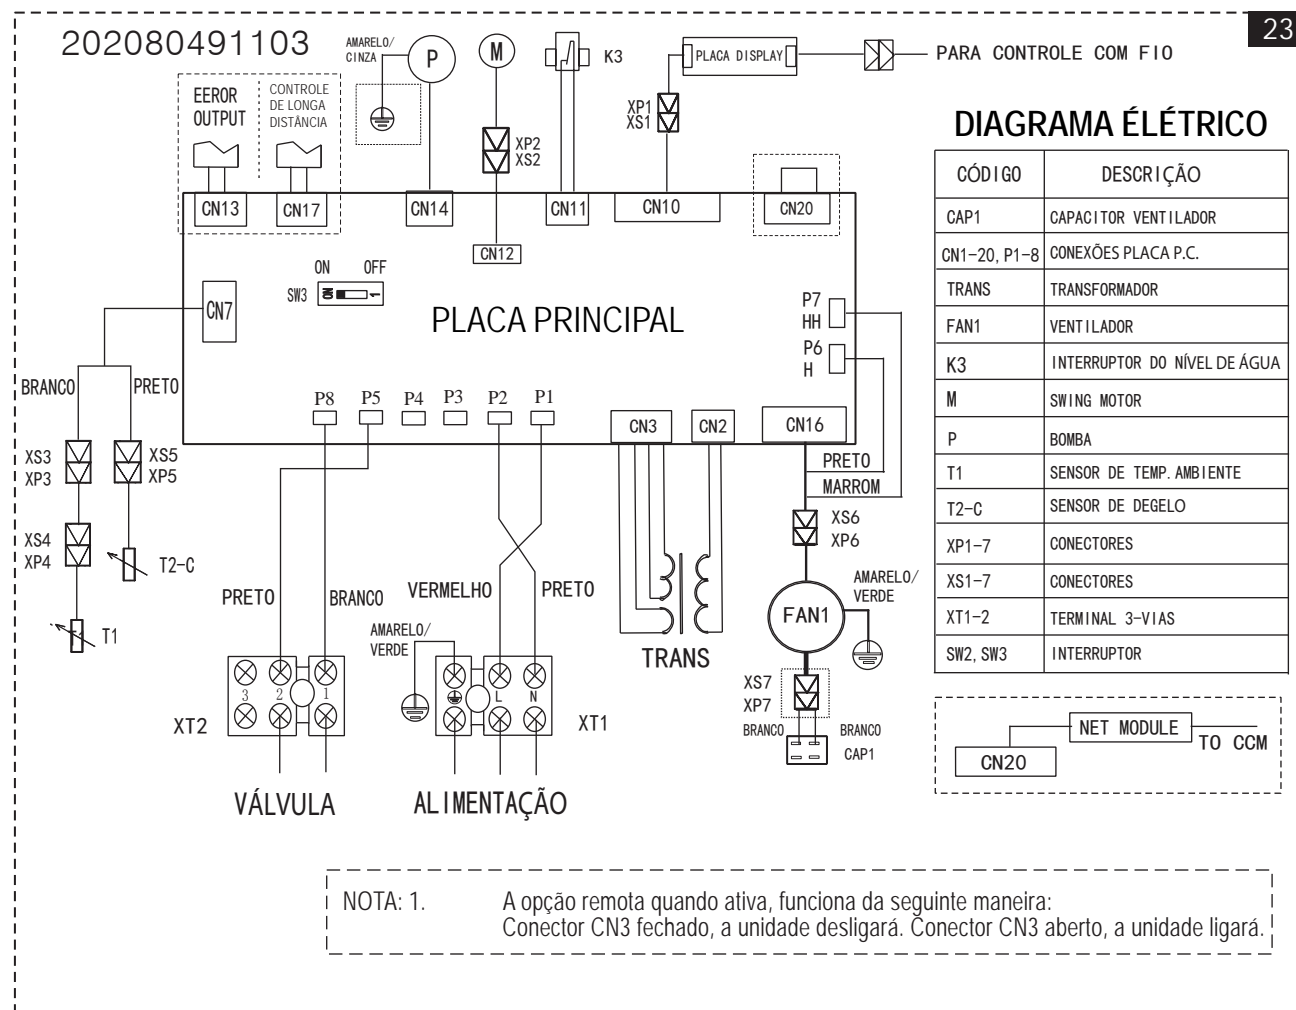 23
202080491103
AMARELO/
CINZA
P
M
K3
PLACA DISPLAY
PARA CONTROLE COM FIO
EEROR
OUTPUT
CONTROLE
DE LONGA
DISTÂNCIA
XP1
XS1
XP2
XS2
CN13
CN17
CN14
CN11
CN10
CN20
CN12
ON OFF
SW3
ON
1
CN7
PLACA PRINCIPAL
P7
HH
P6
H
P8
P5
P4
P3
P2
P1
CN3
CN2
CN16
BRANCO
PRETO
XS3
XP3
XS5
XP5
XS4
XP4
T2-C
T1
PRETO
MARROM
XS6
XP6
PRETO
BRANCO
VERMELHO
PRETO
AMARELO/
VERDE
TRANS
FAN1
AMARELO/
VERDE
3
2
1
L
N
XT2
XT1
XS7
XP7
BRANCO
BRANCO
CAP1
VÁLVULA
ALIMENTAÇÃO
DIAGRAMA ÉLÉTRICO
CÓDIGO DESCRIÇÃO
CAP1 CAPACITOR VENTILADOR
CN1-20, P1-8 CONEXÕES PLACA P.C.
TRANS TRANSFORMADOR
FAN1 VENTILADOR
K3 INTERRUPTOR DO NÍVEL DE ÁGUA
M SWING MOTOR
P BOMBA
T1 SENSOR DE TEMP. AMBIENTE
T2-C SENSOR DE DEGELO
XP1-7 CONECTORES
XS1-7 CONECTORES
XT1-2 TERMINAL 3-VIAS
SW2, SW3 INTERRUPTOR
NET MODULE
TO CCM
CN20
NOTA: 1. A opção remota quando ativa, funciona da seguinte maneira:
Conector CN3 fechado, a unidade desligará. Conector CN3 aberto, a unidade ligará.